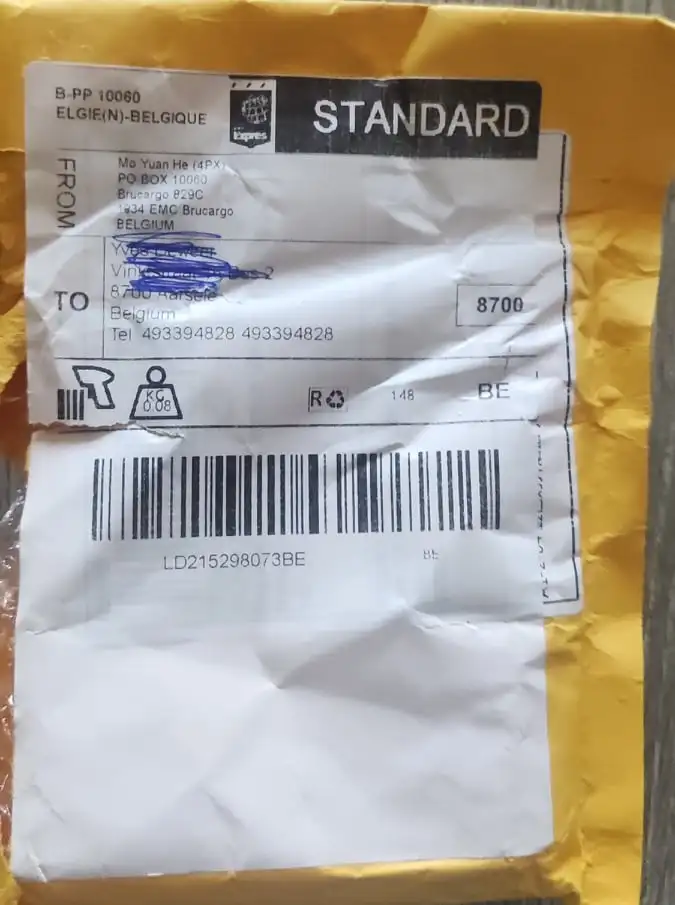 B-PP 10060
ELGIE(N)-BELGIQUE
Expres
STANDARD
FROM
Mo Yuan He (4PX)
PO BOX 10060
Brucargo 829C
1934 EMC Brucargo
BELGIUM
TO
8700
Belgium
Tel 493394828 493394828
8700
KG
0.08
R
148
BE
LD215298073BE
BE